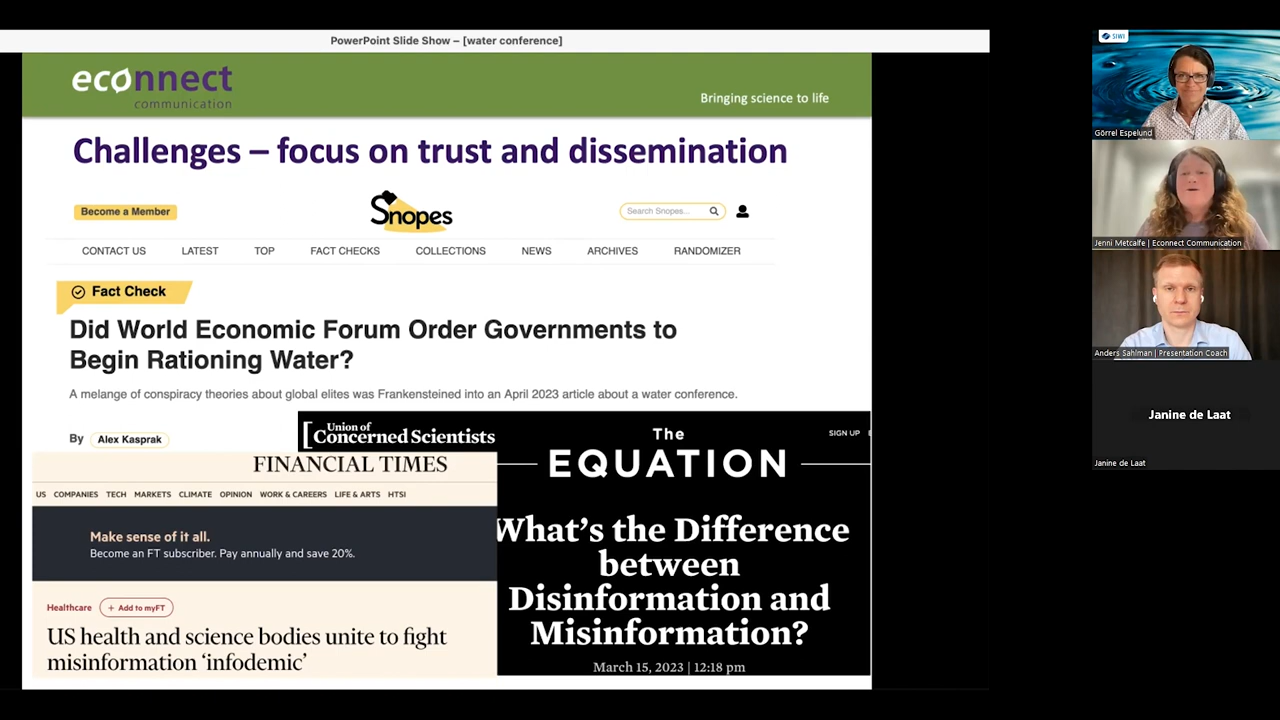 PowerPoint Slide Show – [water conference]
econnect
communication
Bringing science to life
Challenges – focus on trust and dissemination
Become a Member
Snopes
Search Snopes...
CONTACT US LATEST TOP FACT CHECKS COLLECTIONS NEWS ARCHIVES RANDOMIZER
Fact Check
Did World Economic Forum Order Governments to
Begin Rationing Water?
A melange of conspiracy theories about global elites was Frankensteined into an April 2023 article about a water conference.
By Alex Kasprak
Union of
Concerned Scientists
The
EQUATION
SIGN UP
What's the Difference
between
Disinformation and
Misinformation?
March 15, 2023 | 12:18 pm
FINANCIAL TIMES
US COMPANIES TECH MARKETS CLIMATE OPINION WORK & CAREERS LIFE & ARTS HTSI
Make sense of it all.
Become an FT subscriber. Pay annually and save 20%.
Healthcare + Add to myFT
US health and science bodies unite to fight
misinformation ‘infodemic’
SIWI
Görrel Espelund
Jenni Metcalfe | Econnect Communication
Anders Sahlman | Presentation Coach
Janine de Laat
Janine de Laat